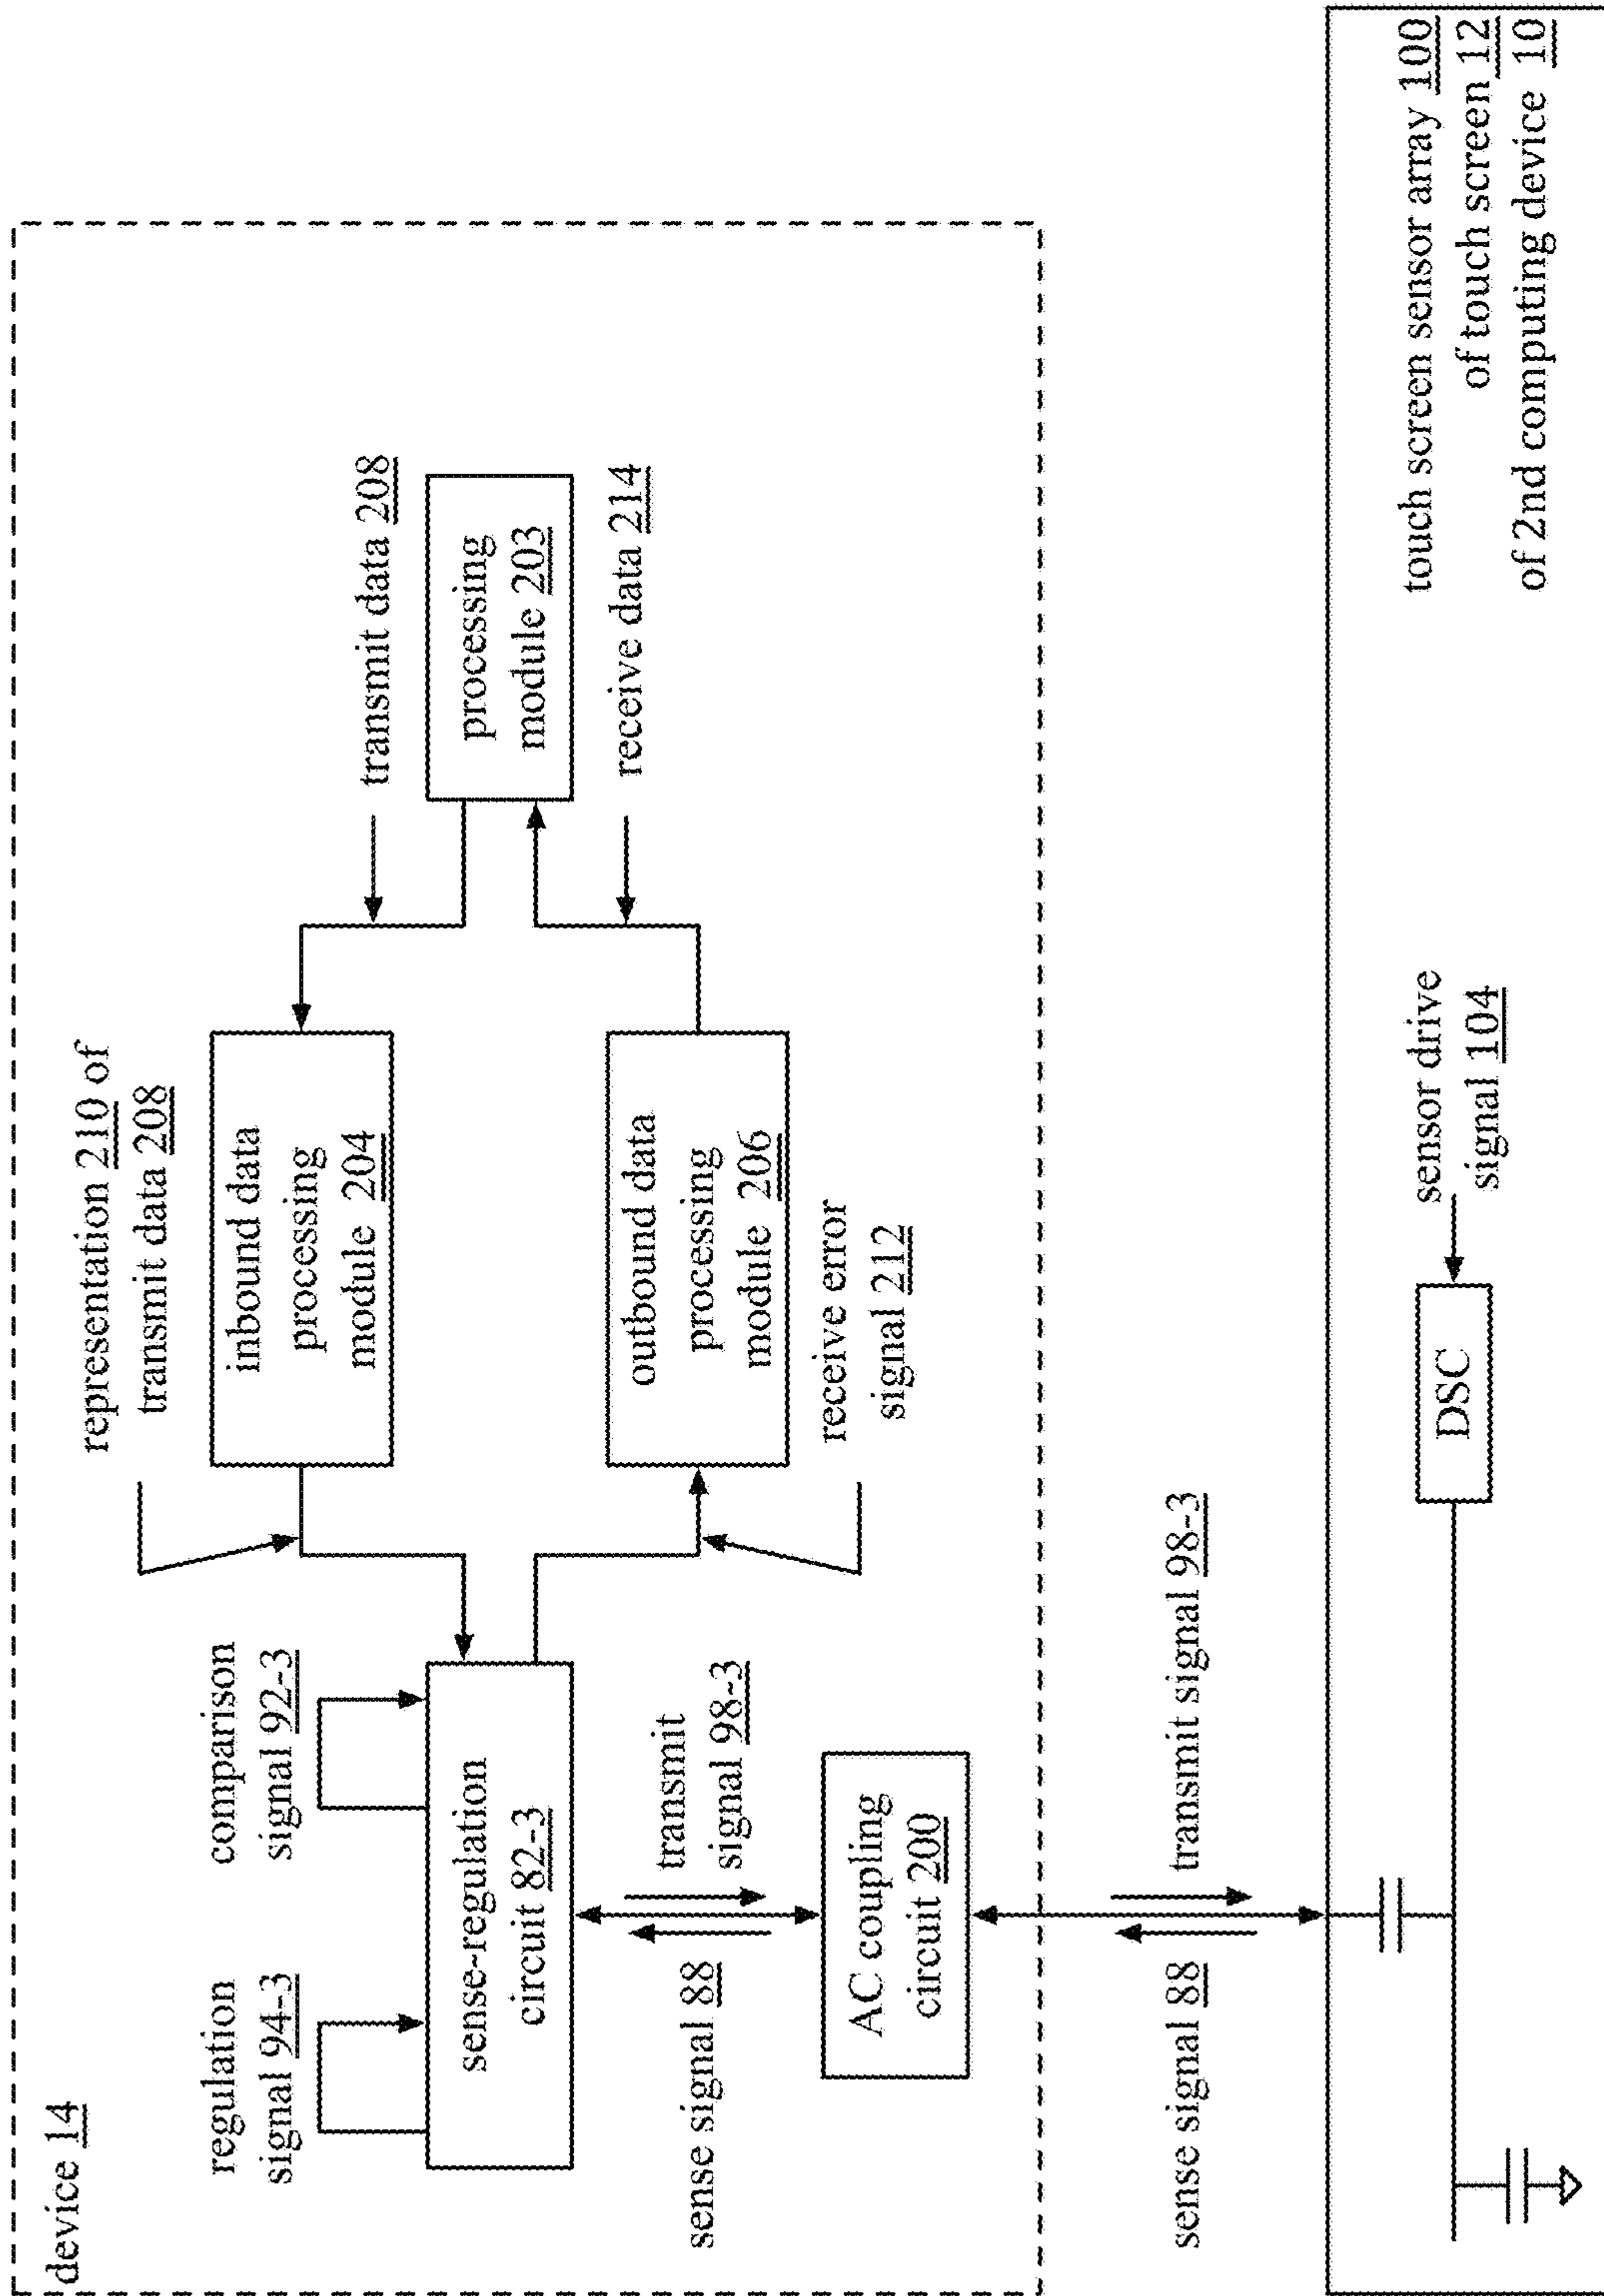 device 14
regulation
signal 94-3
comparison
signal 92-3
representation 210 of
transmit data 208
inbound data
processing
module 204
transmit data 208
processing
module 203
receive data 214
sense-regulation
circuit 82-3
outbound data
processing
module 206
receive error
signal 212
sense signal 88
transmit
signal 98-3
AC coupling
circuit 200
sense signal 88
transmit signal 98-3
DSC
sensor drive
signal 104
touch screen sensor array 100
of touch screen 12
of 2nd computing device 10